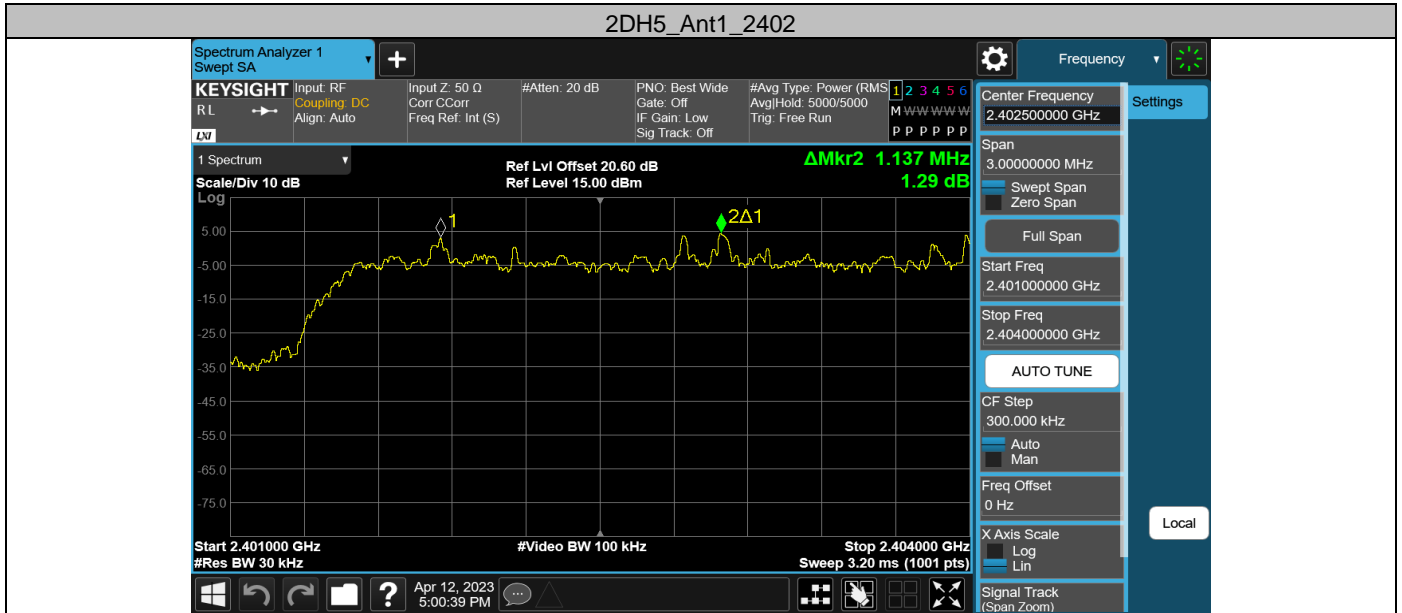 2DH5_Ant1_2402
Spectrum Analyzer 1
Swept SA
+
Frequency
KEYSIGHT
RL
LXI
Input: RF
Coupling: DC
Align: Auto
Input Z: 50 Ω
Corr CCorr
Freq Ref: Int (S)
#Atten: 20 dB
PNO: Best Wide
Gate: Off
IF Gain: Low
Sig Track: Off
#Avg Type: Power (RMS
Avg|Hold: 5000/5000
Trig: Free Run
1 2 3 4 5 6
M W W W W W
P P P P P P
1 Spectrum
Scale/Div 10 dB
Log
Ref Lvl Offset 20.60 dB
Ref Level 15.00 dBm
ΔMkr2 1.137 MHz
1.29 dB
1
2Δ1
5.00
-5.00
-15.0
-25.0
-35.0
-45.0
-55.0
-65.0
-75.0
Start 2.401000 GHz
#Res BW 30 kHz
#Video BW 100 kHz
Stop 2.404000 GHz
Sweep 3.20 ms (1001 pts)
Center Frequency
2.402500000 GHz
Span
3.00000000 MHz
Swept Span
Zero Span
Full Span
Start Freq
2.401000000 GHz
Stop Freq
2.404000000 GHz
AUTO TUNE
CF Step
300.000 kHz
Auto
Man
Freq Offset
0 Hz
X Axis Scale
Log
Lin
Signal Track
(Span Zoom)
Settings
Local
?
Apr 12, 2023
5:00:39 PM